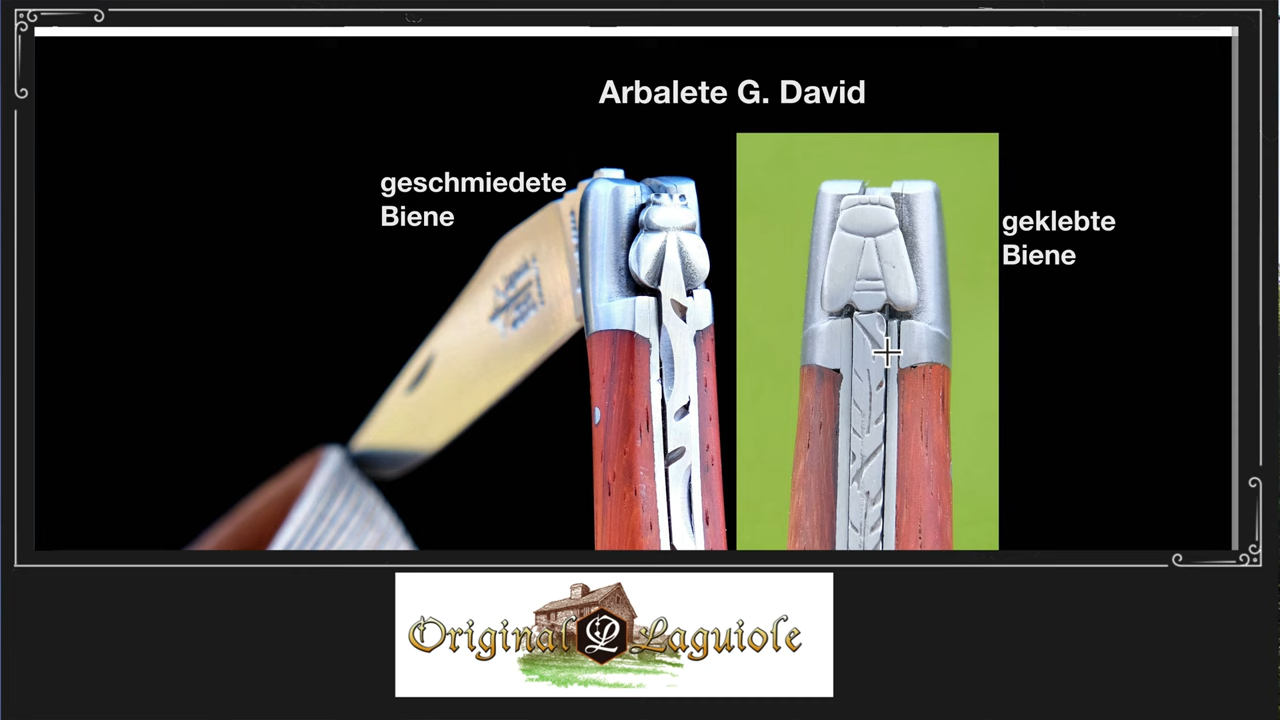 Arbalete G. David
geschmiedete
Biene
geklebte
Biene
Original L Laguiole